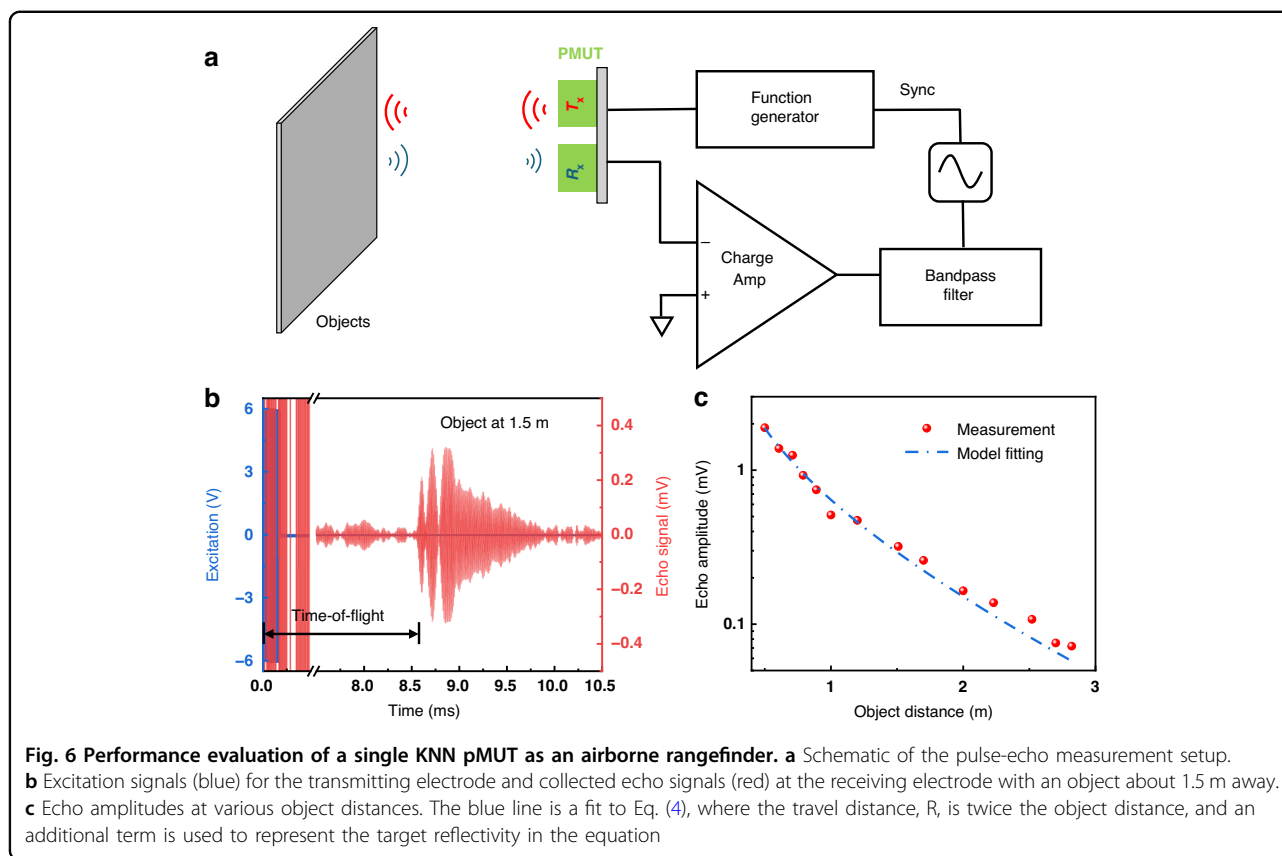 a
PMUT
Tx
Rx
Function
generator
Sync
Charge
Amp
−
+
Bandpass
filter
Objects
b
Object at 1.5 m
Time-of-flight
Excitation (V)
6
3
0
−3
−6
Echo signal (mV)
0.4
0.2
0.0
−0.2
−0.4
0.0 8.0 8.5 9.0 9.5 10.0 10.5
Time (ms)
c
Measurement
Model fitting
Echo amplitude (mV)
1
0.1
1 2 3
Object distance (m)
Fig. 6 Performance evaluation of a single KNN pMUT as an airborne rangefinder. a Schematic of the pulse-echo measurement setup.
b Excitation signals (blue) for the transmitting electrode and collected echo signals (red) at the receiving electrode with an object about 1.5 m away.
c Echo amplitudes at various object distances. The blue line is a fit to Eq. (4), where the travel distance, R, is twice the object distance, and an
additional term is used to represent the target reflectivity in the equation